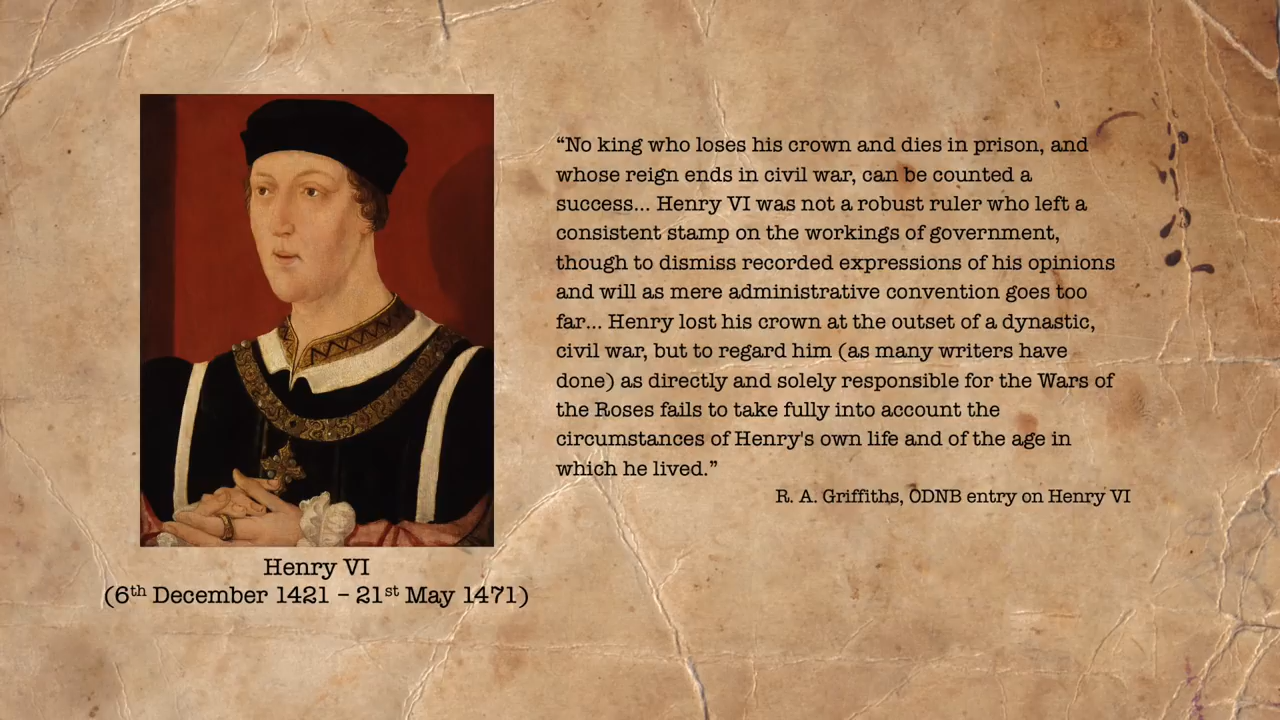 “No king who loses his crown and dies in prison, and
whose reign ends in civil war, can be counted a
success... Henry VI was not a robust ruler who left a
consistent stamp on the workings of government,
though to dismiss recorded expressions of his opinions
and will as mere administrative convention goes too
far... Henry lost his crown at the outset of a dynastic,
civil war, but to regard him (as many writers have
done) as directly and solely responsible for the Wars of
the Roses fails to take fully into account the
circumstances of Henry's own life and of the age in
which he lived.”
R. A. Griffiths, ODNB entry on Henry VI
Henry VI
(6th December 1421 – 21st May 1471)